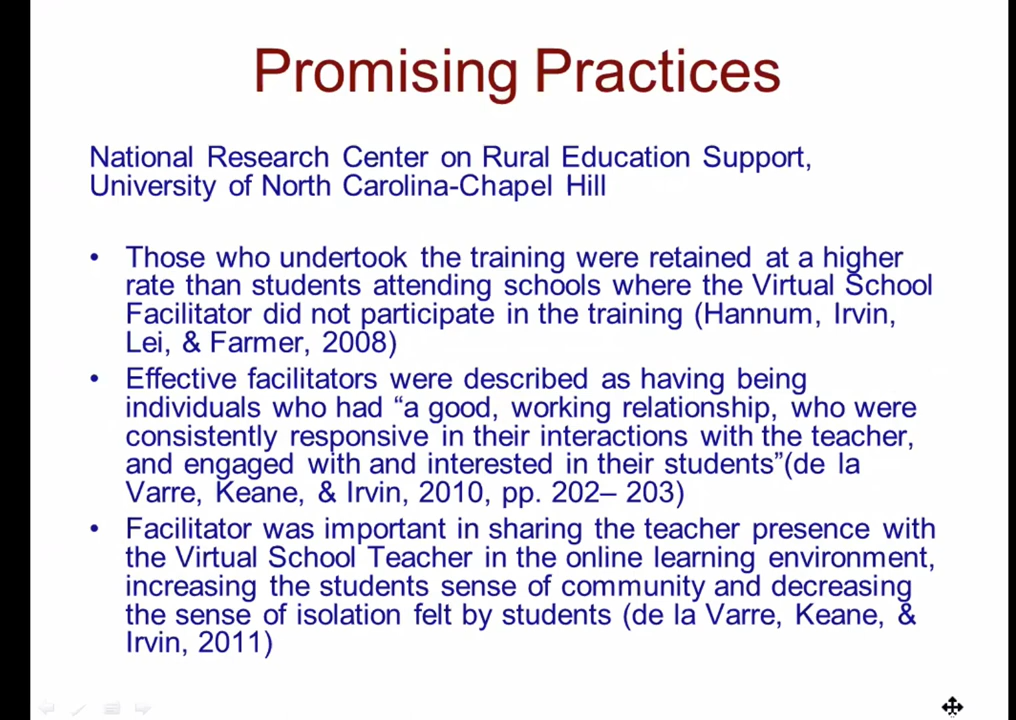 Promising Practices
National Research Center on Rural Education Support,
University of North Carolina-Chapel Hill
• Those who undertook the training were retained at a higher
rate than students attending schools where the Virtual School
Facilitator did not participate in the training (Hannum, Irvin,
Lei, & Farmer, 2008)
• Effective facilitators were described as having being
individuals who had “a good, working relationship, who were
consistently responsive in their interactions with the teacher,
and engaged with and interested in their students”(de la
Varre, Keane, & Irvin, 2010, pp. 202– 203)
• Facilitator was important in sharing the teacher presence with
the Virtual School Teacher in the online learning environment,
increasing the students sense of community and decreasing
the sense of isolation felt by students (de la Varre, Keane, &
Irvin, 2011)